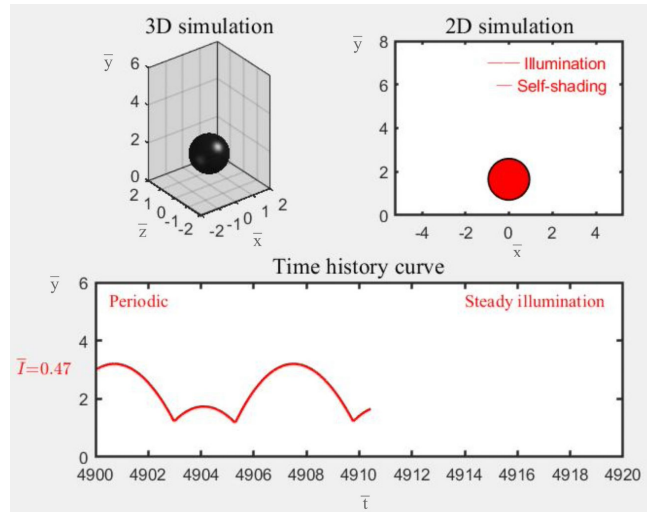 3D simulation
y̅
6
4
2
0
2
1
0
-1
-2
z̅
-2
-1
0
1
2
x̅
2D simulation
y̅
8
6
4
2
0
Illumination
Self-shading
-4 -2 0 2 4
x̅
Time history curve
y̅
6
4
2
0
Periodic
Steady illumination
I̅=0.47
4900 4902 4904 4906 4908 4910 4912 4914 4916 4918 4920
t̅